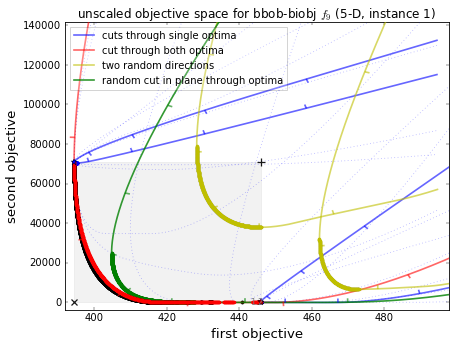 unscaled objective space for bbob-biobj f₉ (5-D, instance 1)
cuts through single optima
cut through both optima
two random directions
random cut in plane through optima
140000
120000
100000
80000
60000
40000
20000
0
second objective
400
420
440
460
480
first objective